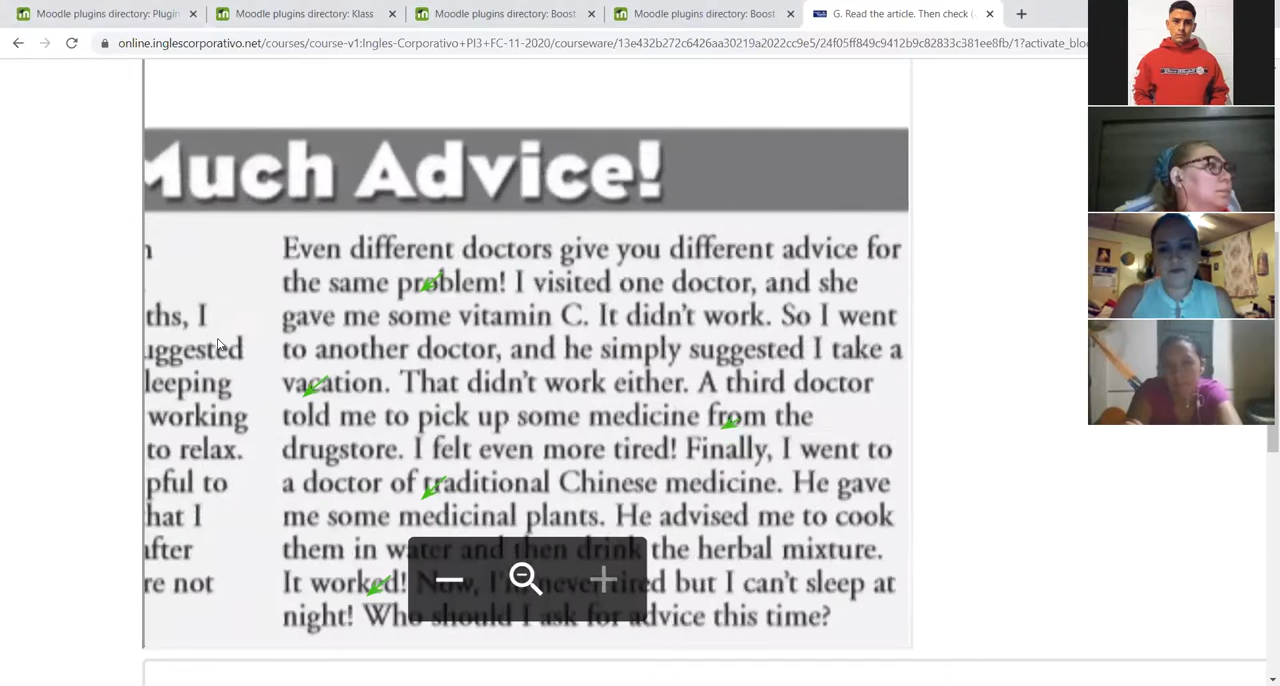 Moodle plugins directory: Plugin
Moodle plugins directory: Klass
Moodle plugins directory: Boost
Moodle plugins directory: Boost
G. Read the article. Then check (
online.inglescorporativo.net/courses/course-v1:Ingles-Corporativo+PI3+FC-11-2020/courseware/13e432b272c6426aa30219a2022cc9e5/24f05ff849c9412b9c82833c381ee8fb/1?activate_blo
Much Advice!
ths, I
uggested
leeping
working
to relax.
pful to
hat I
after
re not
Even different doctors give you different advice for
the same problem! I visited one doctor, and she
gave me some vitamin C. It didn't work. So I went
to another doctor, and he simply suggested I take a
vacation. That didn't work either. A third doctor
told me to pick up some medicine from the
drugstore. I felt even more tired! Finally, I went to
a doctor of traditional Chinese medicine. He gave
me some medicinal plants. He advised me to cook
them in water and then drink the herbal mixture.
It worked! Now, I'm never tired but I can't sleep at
night! Who should I ask for advice this time?